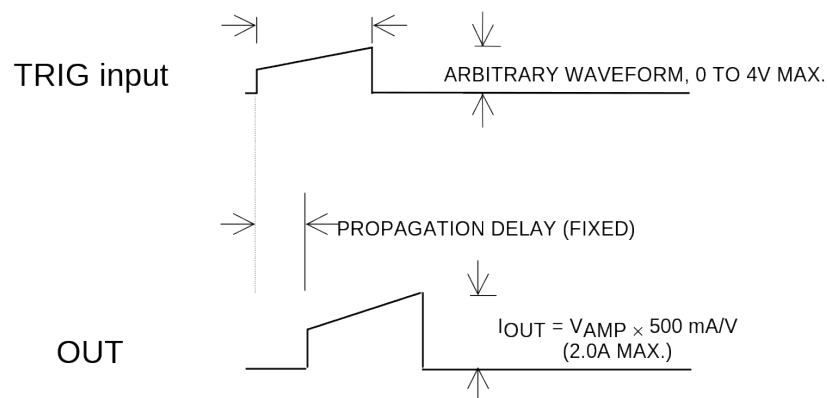 TRIG input
ARBITRARY WAVEFORM, 0 TO 4V MAX.
PROPAGATION DELAY (FIXED)
OUT
IOUT = VAMP × 500 mA/V
(2.0A MAX.)